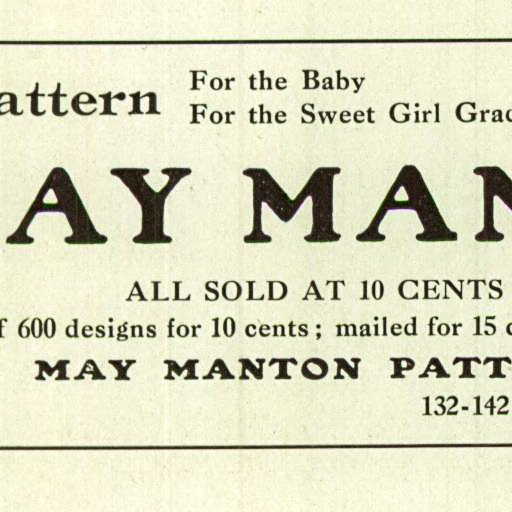 attern
For the Baby
For the Sweet Girl Grad
AY MAN
ALL SOLD AT 10 CENTS
f 600 designs for 10 cents; mailed for 15 c
MAY MANTON PATT
132-142